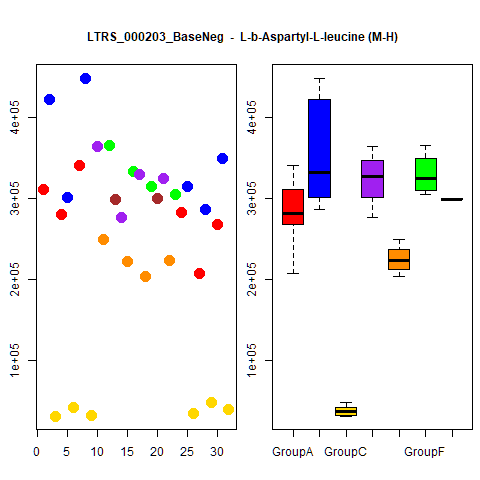 LTRS_000203_BaseNeg - L-b-Aspartyl-L-leucine (M-H)
4e+05
3e+05
2e+05
1e+05
0 5 10 15 20 25 30
4e+05
3e+05
2e+05
1e+05
GroupA GroupC GroupF